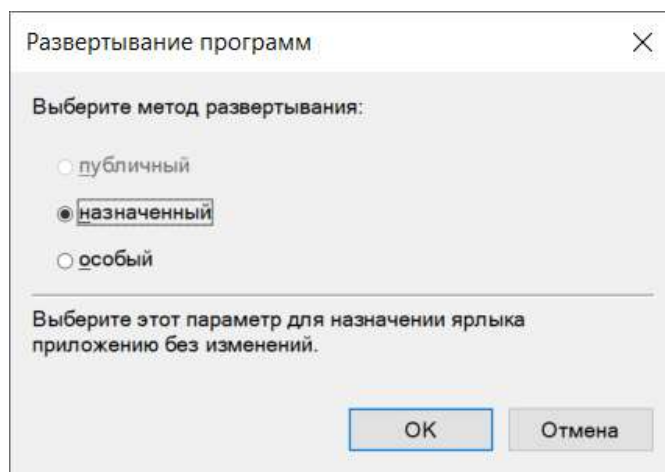 Развертывание программ
Выберите метод развертывания:
публичный
назначенный
особый
Выберите этот параметр для назначении ярлыка
приложению без изменений.
OK
Отмена